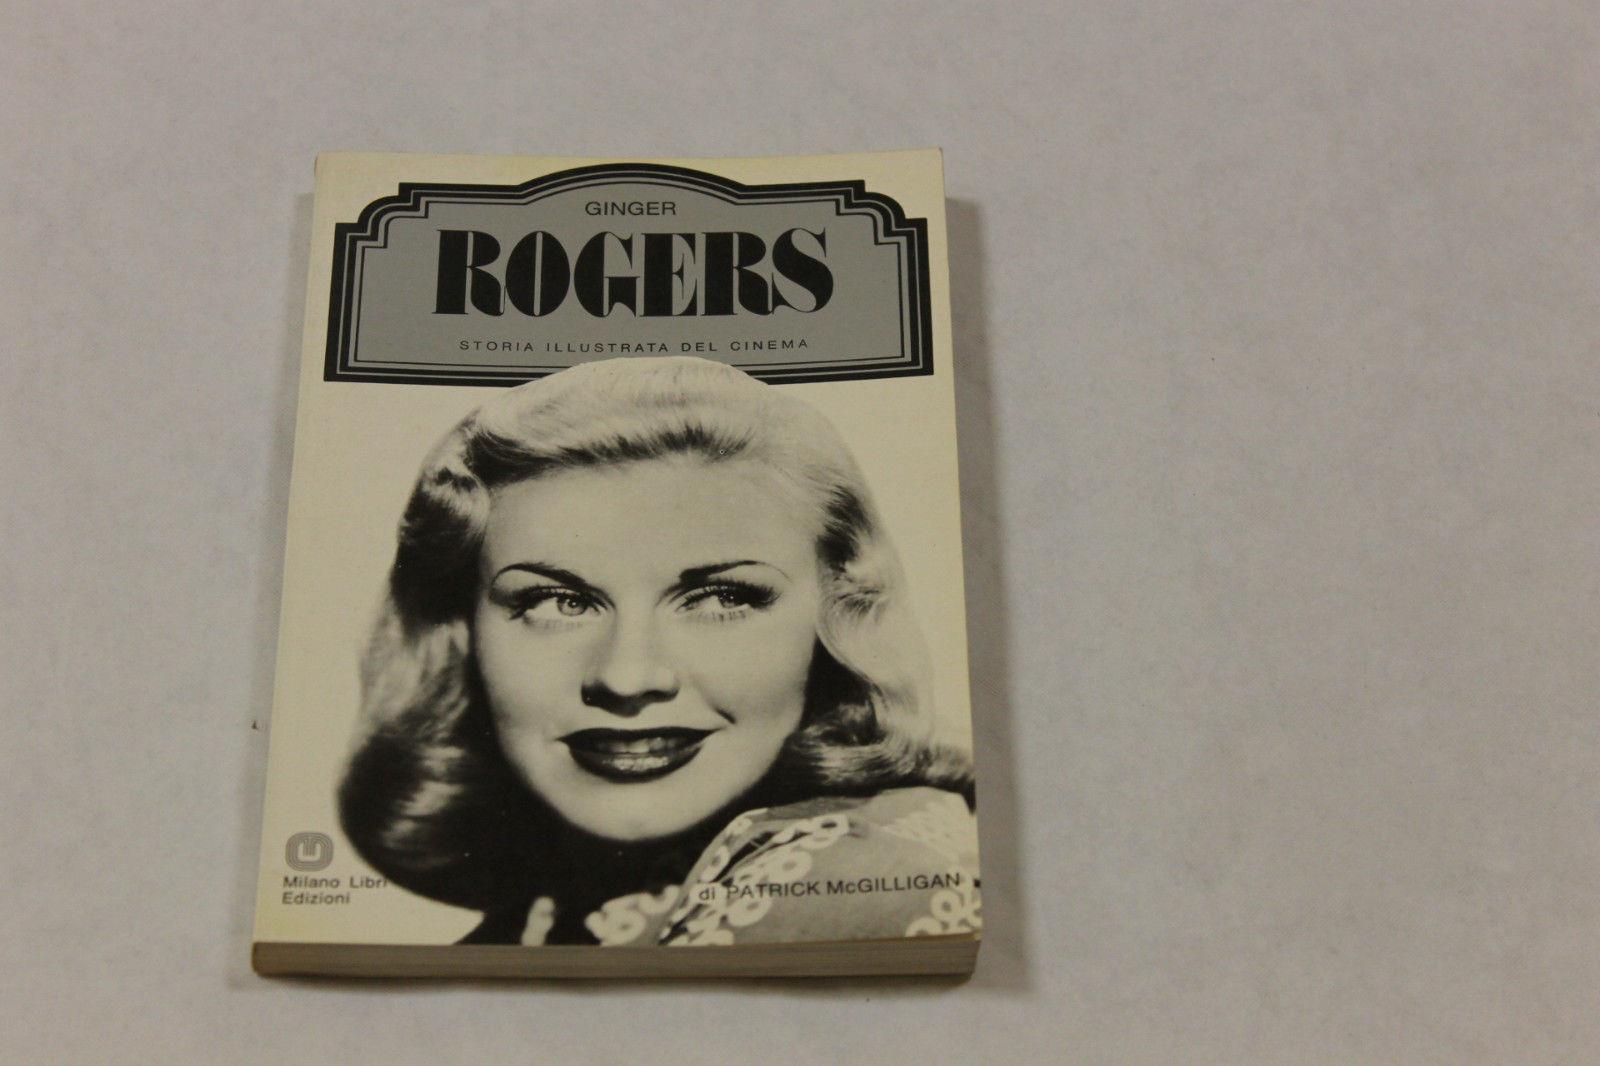 GINGER
ROGERS
STORIA ILLUSTRATA DEL CINEMA
Milano Libri
Edizioni
di PATRICK McGILLIGAN